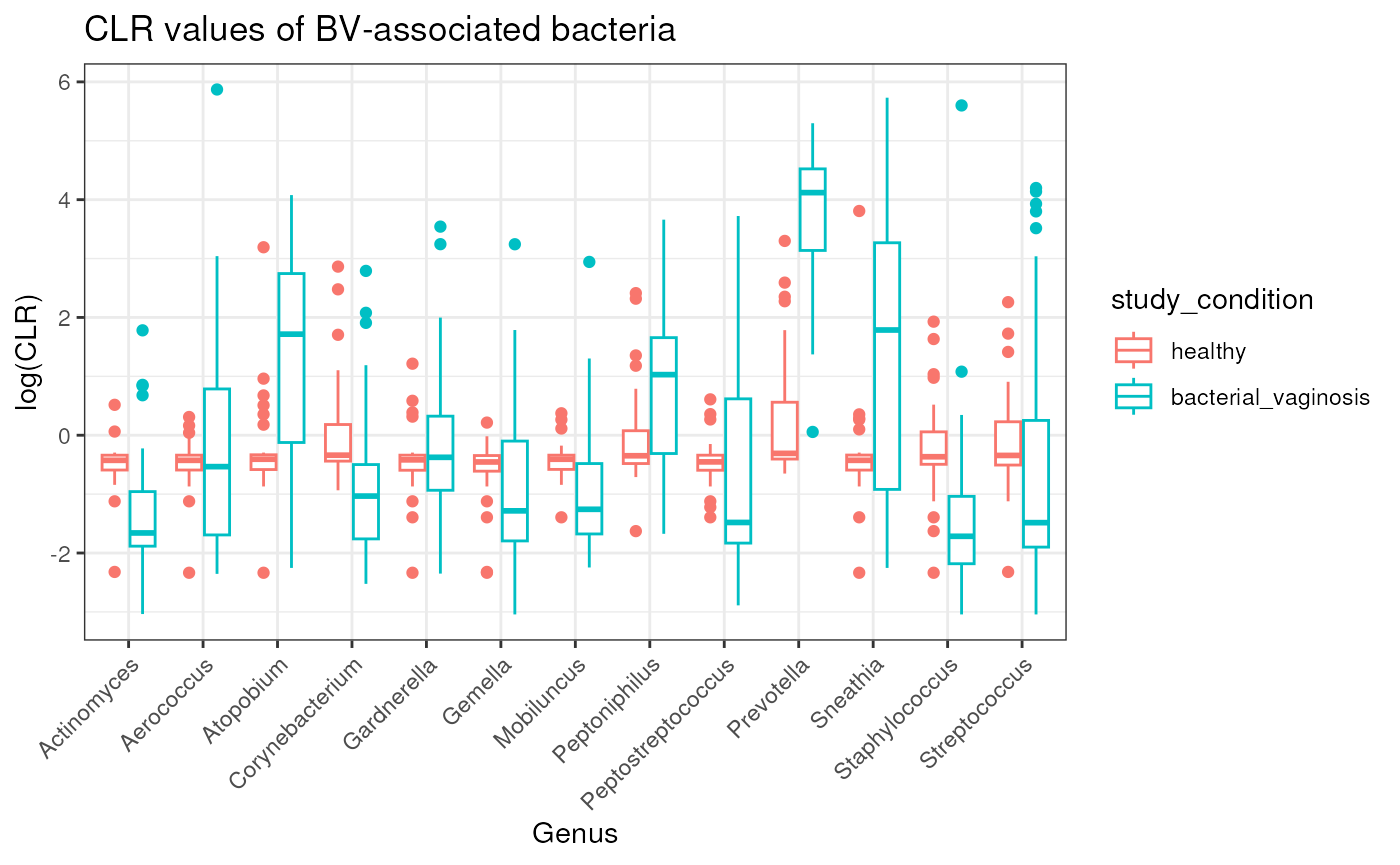 CLR values of BV-associated bacteria
log(CLR)
6
4
2
0
-2
Actinomyces
Aerococcus
Atopobium
Corynebacterium
Gardnerella
Gemella
Mobiluncus
Peptoniphilus
Peptostreptococcus
Prevotella
Sneathia
Staphylococcus
Streptococcus
Genus
study_condition
healthy
bacterial_vaginosis